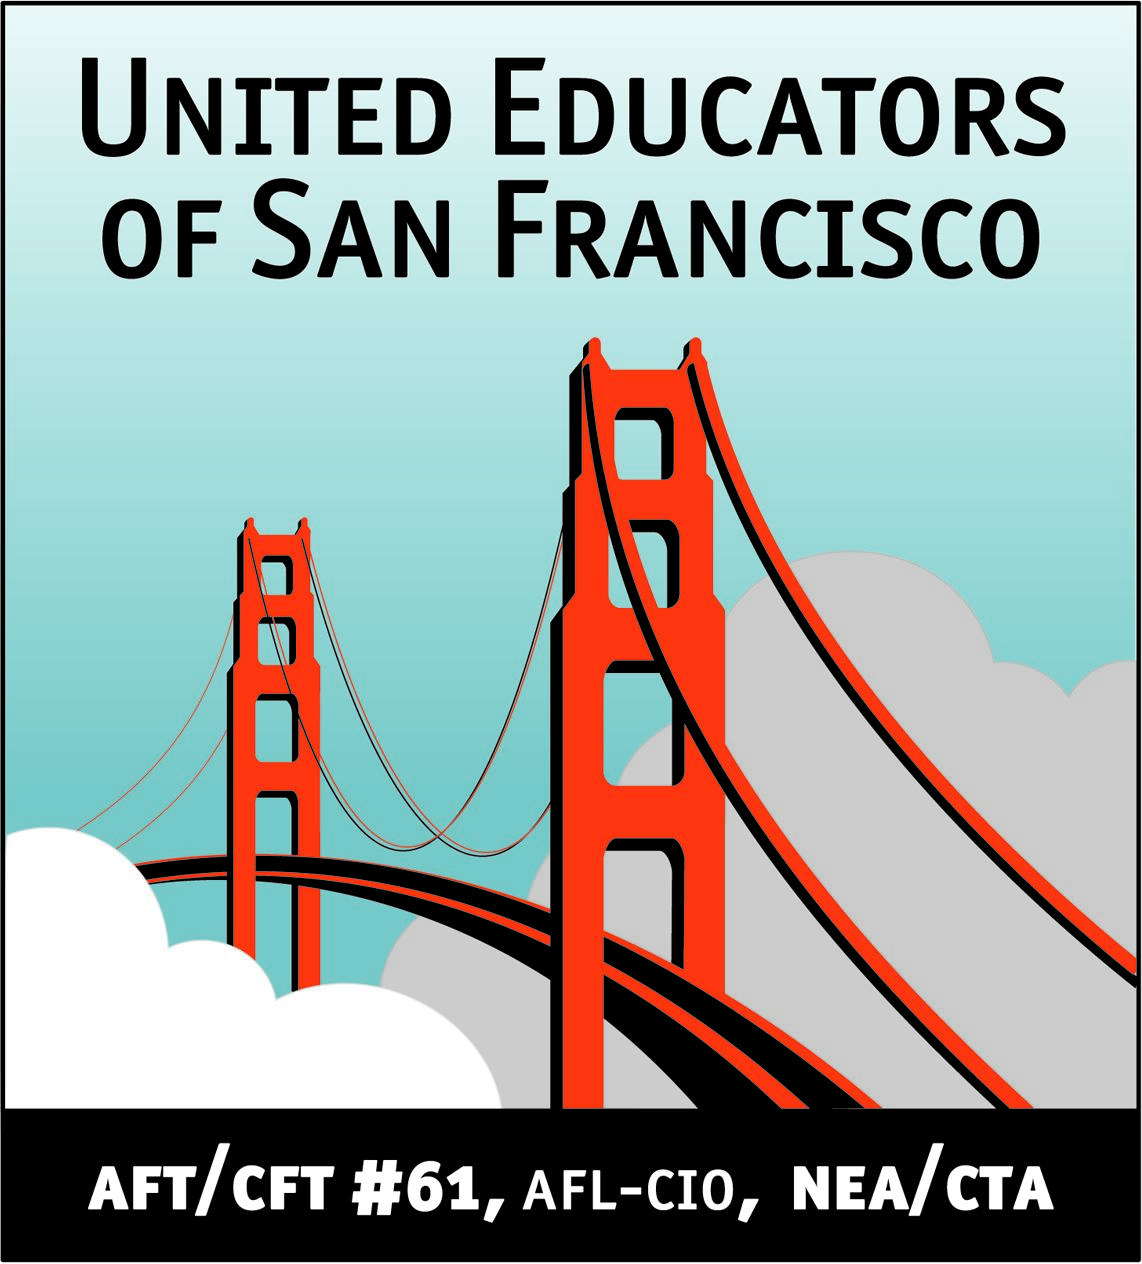 UNITED EDUCATORS
OF SAN FRANCISCO
AFT/CFT #61, AFL-CIO, NEA/CTA